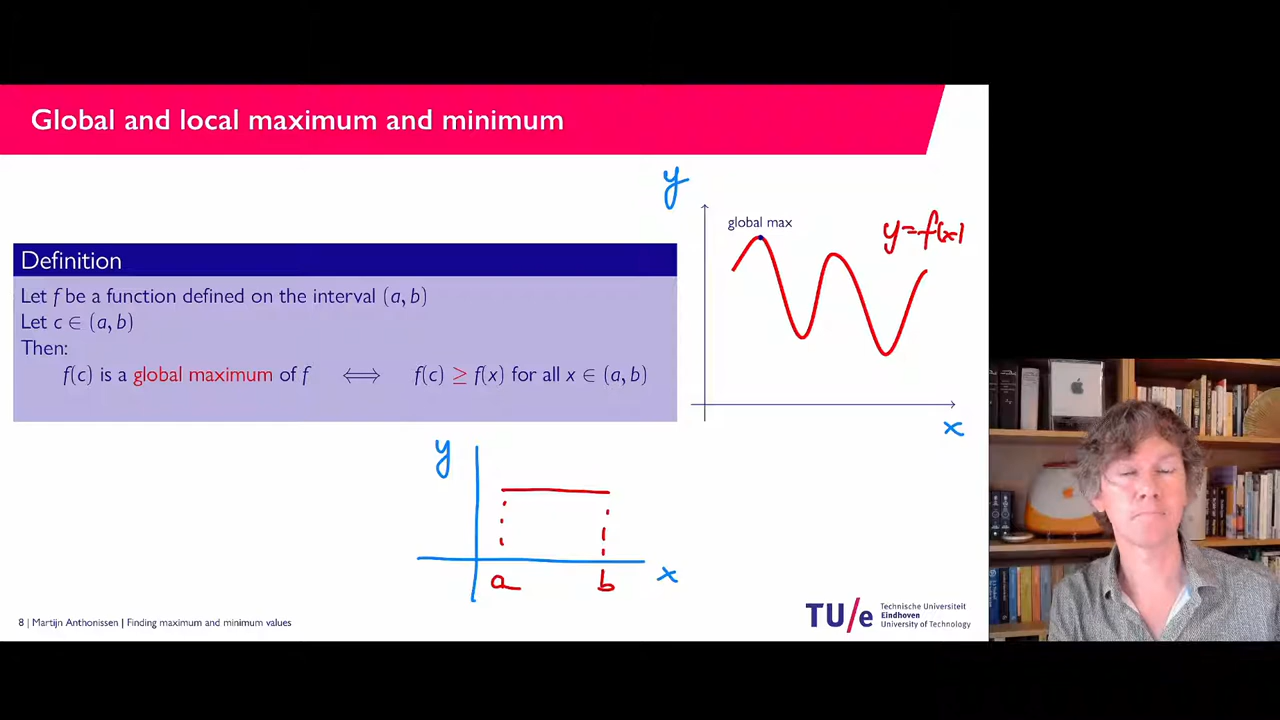 Global and local maximum and minimum
y
global max
y=f(x)
Definition
Let f be a function defined on the interval (a, b)
Let c ∈ (a, b)
Then:
f(c) is a global maximum of f ⟺ f(c) ≥ f(x) for all x ∈ (a, b)
x
y
a
b
x
8 | Martijn Anthonissen | Finding maximum and minimum values
TU/e
Technische Universiteit
Eindhoven
University of Technology